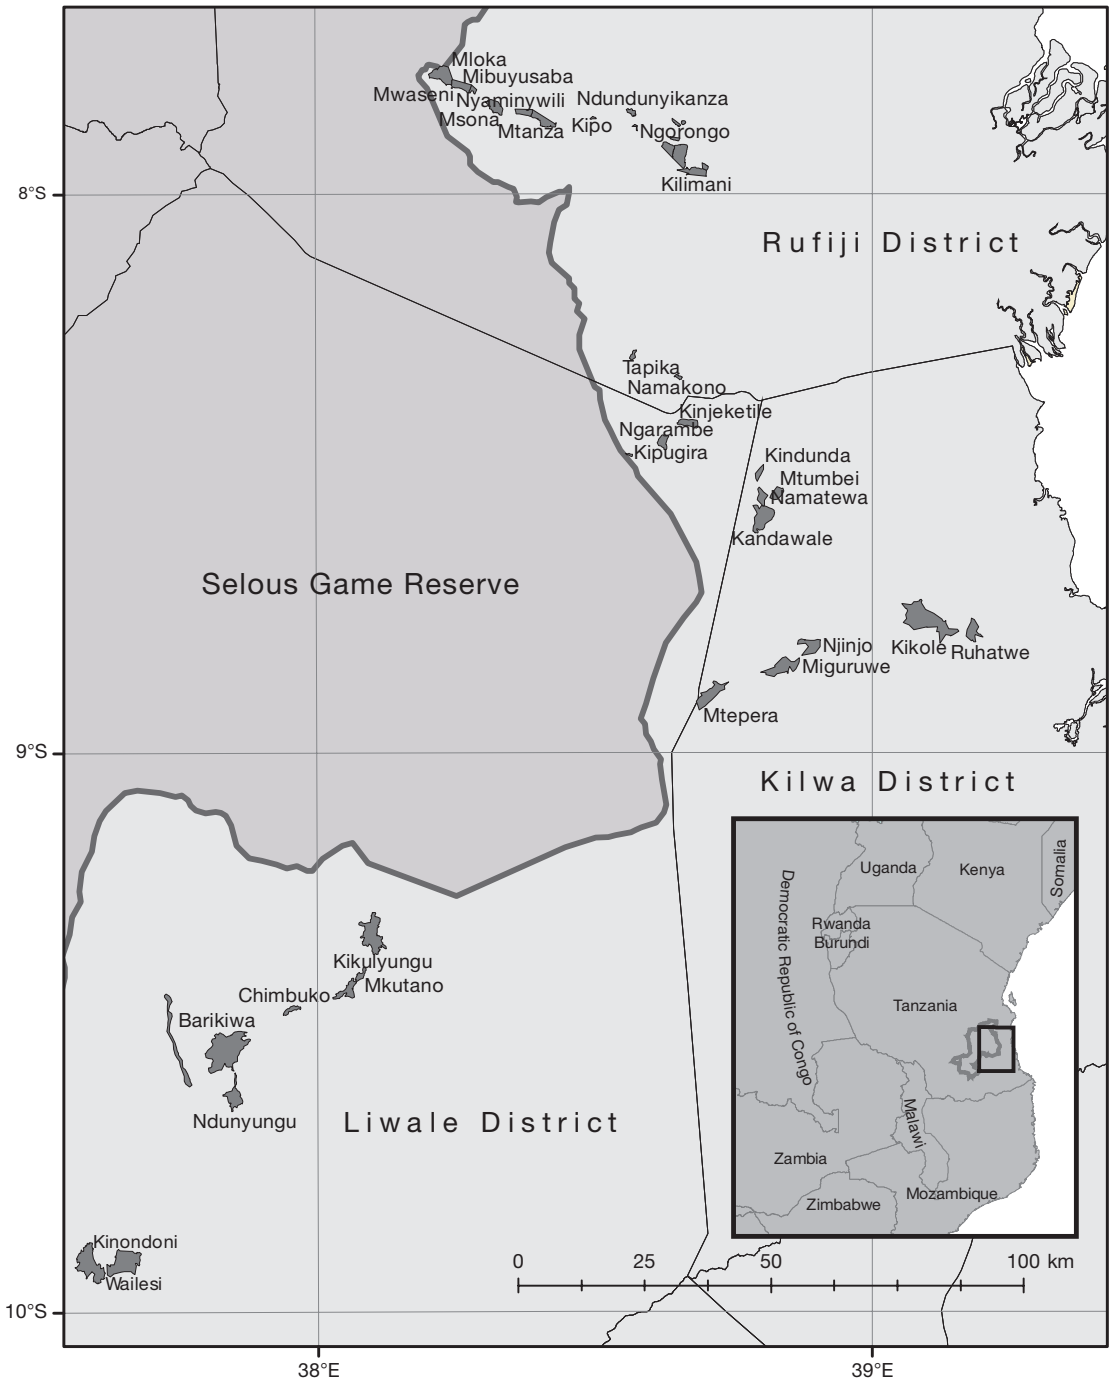 Mloka
Mibuyusaba
Mwaseni
Nyaminywili
Ndundunyikanza
Msona
Mtanza
Kipo
Ngorongo
Kilimani
8°S
Rufiji District
Tapika
Namakono
Kinjeketile
Ngarambe
Kipugira
Kindunda
Mtumbei
Namatewa
Kandawale
Selous Game Reserve
Njinjo
Kikole
Ruhatwe
Miguruwe
Mtepera
9°S
Kilwa District
Uganda
Kenya
Somalia
Democratic Republic of Congo
Rwanda
Burundi
Tanzania
Malawi
Zambia
Mozambique
Zimbabwe
Kikulyungu
Mkutano
Chimbuko
Barikiwa
Ndunyungu
Liwale District
Kinondoni
Wailesi
0 25 50 100 km
10°S
38°E
39°E